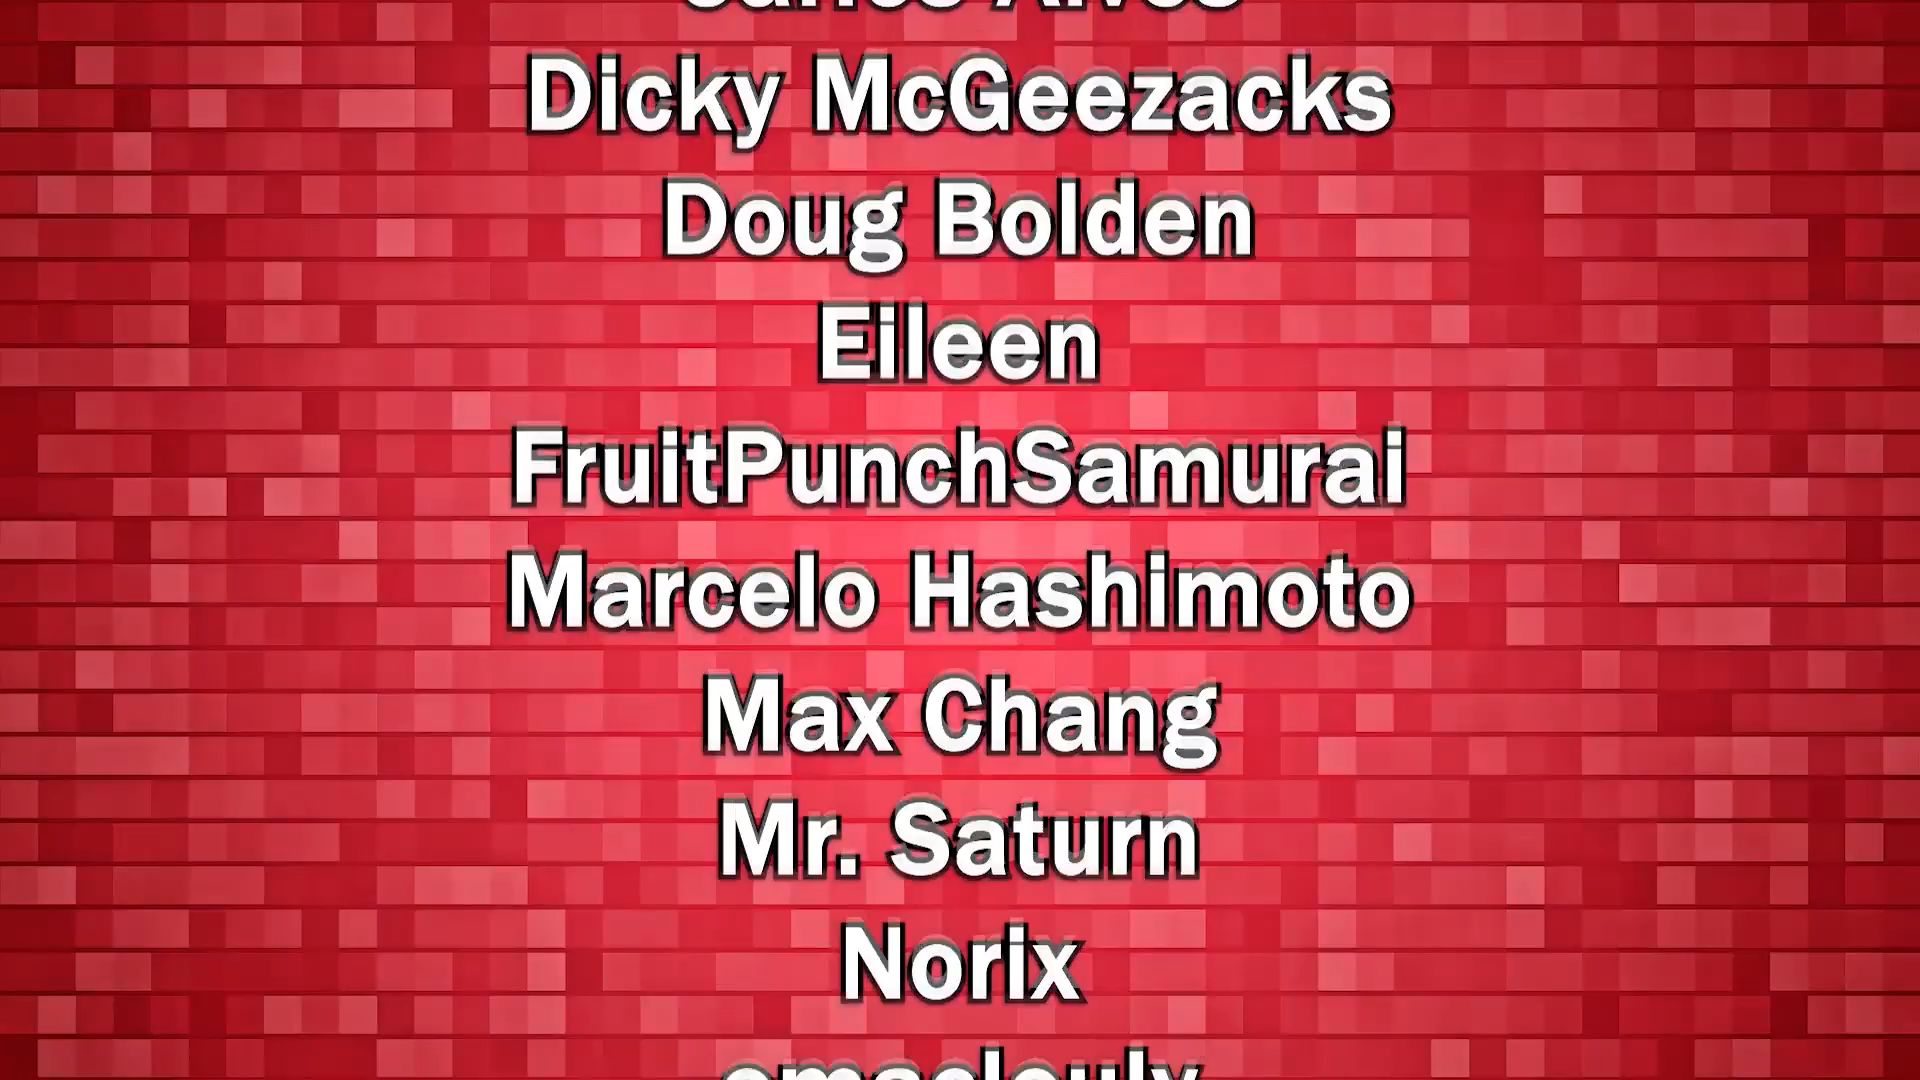 Dicky McGeezacks
Doug Bolden
Eileen
FruitPunchSamurai
Marcelo Hashimoto
Max Chang
Mr. Saturn
Norix